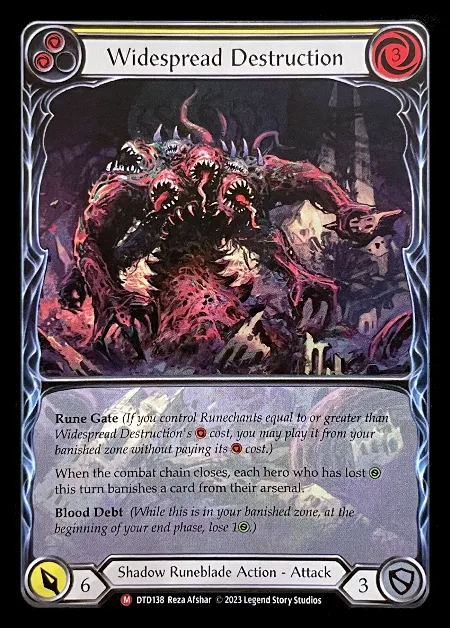 Widespread Destruction
3
Rune Gate (If you control Runechants equal to or greater than
Widespread Destruction's cost, you may play it from your
banished zone without paying its cost.)
When the combat chain closes, each hero who has lost
this turn banishes a card from their arsenal.
Blood Debt (While this is in your banished zone, at the
beginning of your end phase, lose 1.)
6
Shadow Runeblade Action - Attack
3
M DTD138 Reza Afshar © 2023 Legend Story Studios